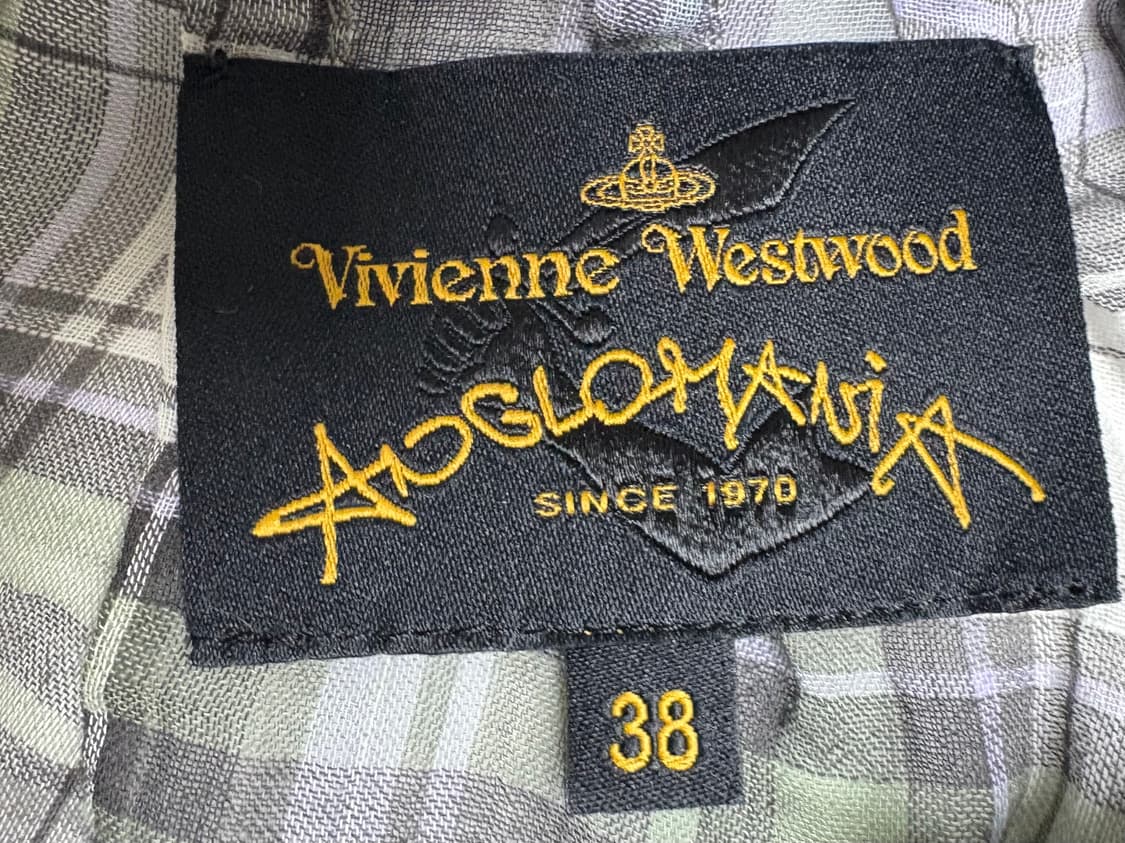 Vivienne Westwood
ANGLOMANIA
SINCE 1970
38